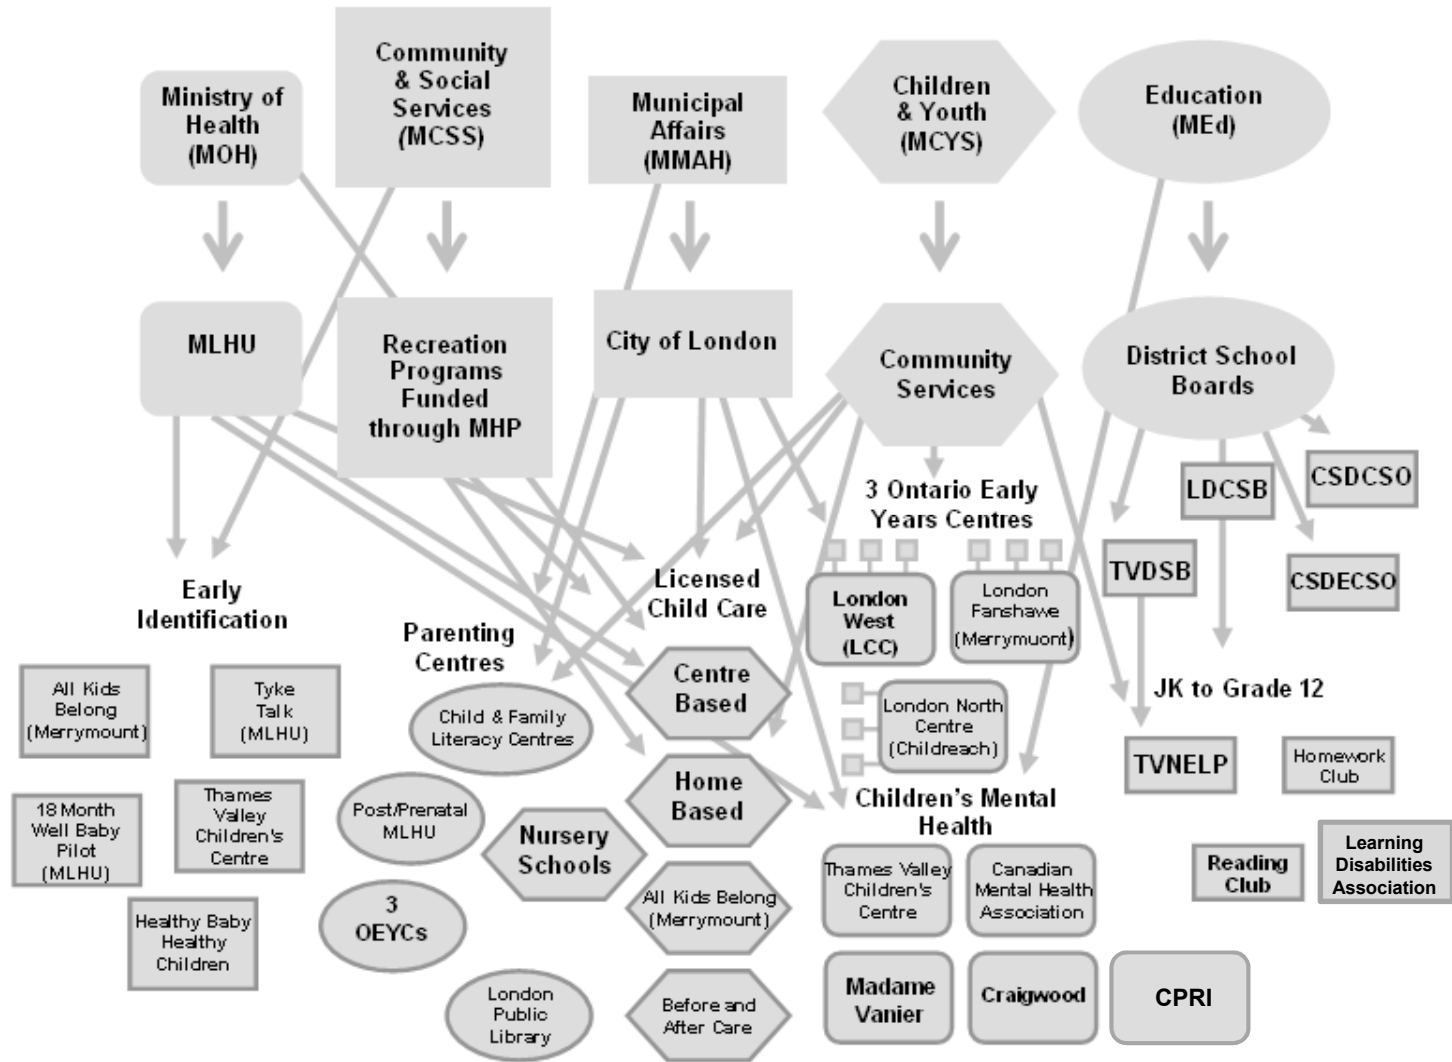 Ministry of
Health
(MOH)
Community
& Social
Services
(MCSS)
Municipal
Affairs
(MMAH)
Children
& Youth
(MCYS)
Education
(MEd)
MLHU
Recreation
Programs
Funded
through MHP
City of London
Community
Services
District School
Boards
3 Ontario Early
Years Centres
LDCSB
CSDCSO
TVDSB
CSDECSO
Early
Identification
Parenting
Centres
Licensed
Child Care
London
West
(LCC)
London
Fanshawe
(Merrymuont)
JK to Grade 12
All Kids
Belong
(Merrymount)
Tyke
Talk
(MLHU)
Child & Family
Literacy Centres
Centre
Based
London North
Centre
(Childreach)
TVNELP
Homework
Club
18 Month
Well Baby
Pilot
(MLHU)
Thames
Valley
Children's
Centre
Post/Prenatal
MLHU
Nursery
Schools
Home
Based
Children's Mental
Health
Reading
Club
Learning
Disabilities
Association
Healthy Baby
Healthy
Children
3
OEYCs
All Kids Belong
(Merrymount)
Thames Valley
Children's
Centre
Canadian
Mental Health
Association
London
Public
Library
Before and
After Care
Madame
Vanier
Craigwood
CPRI